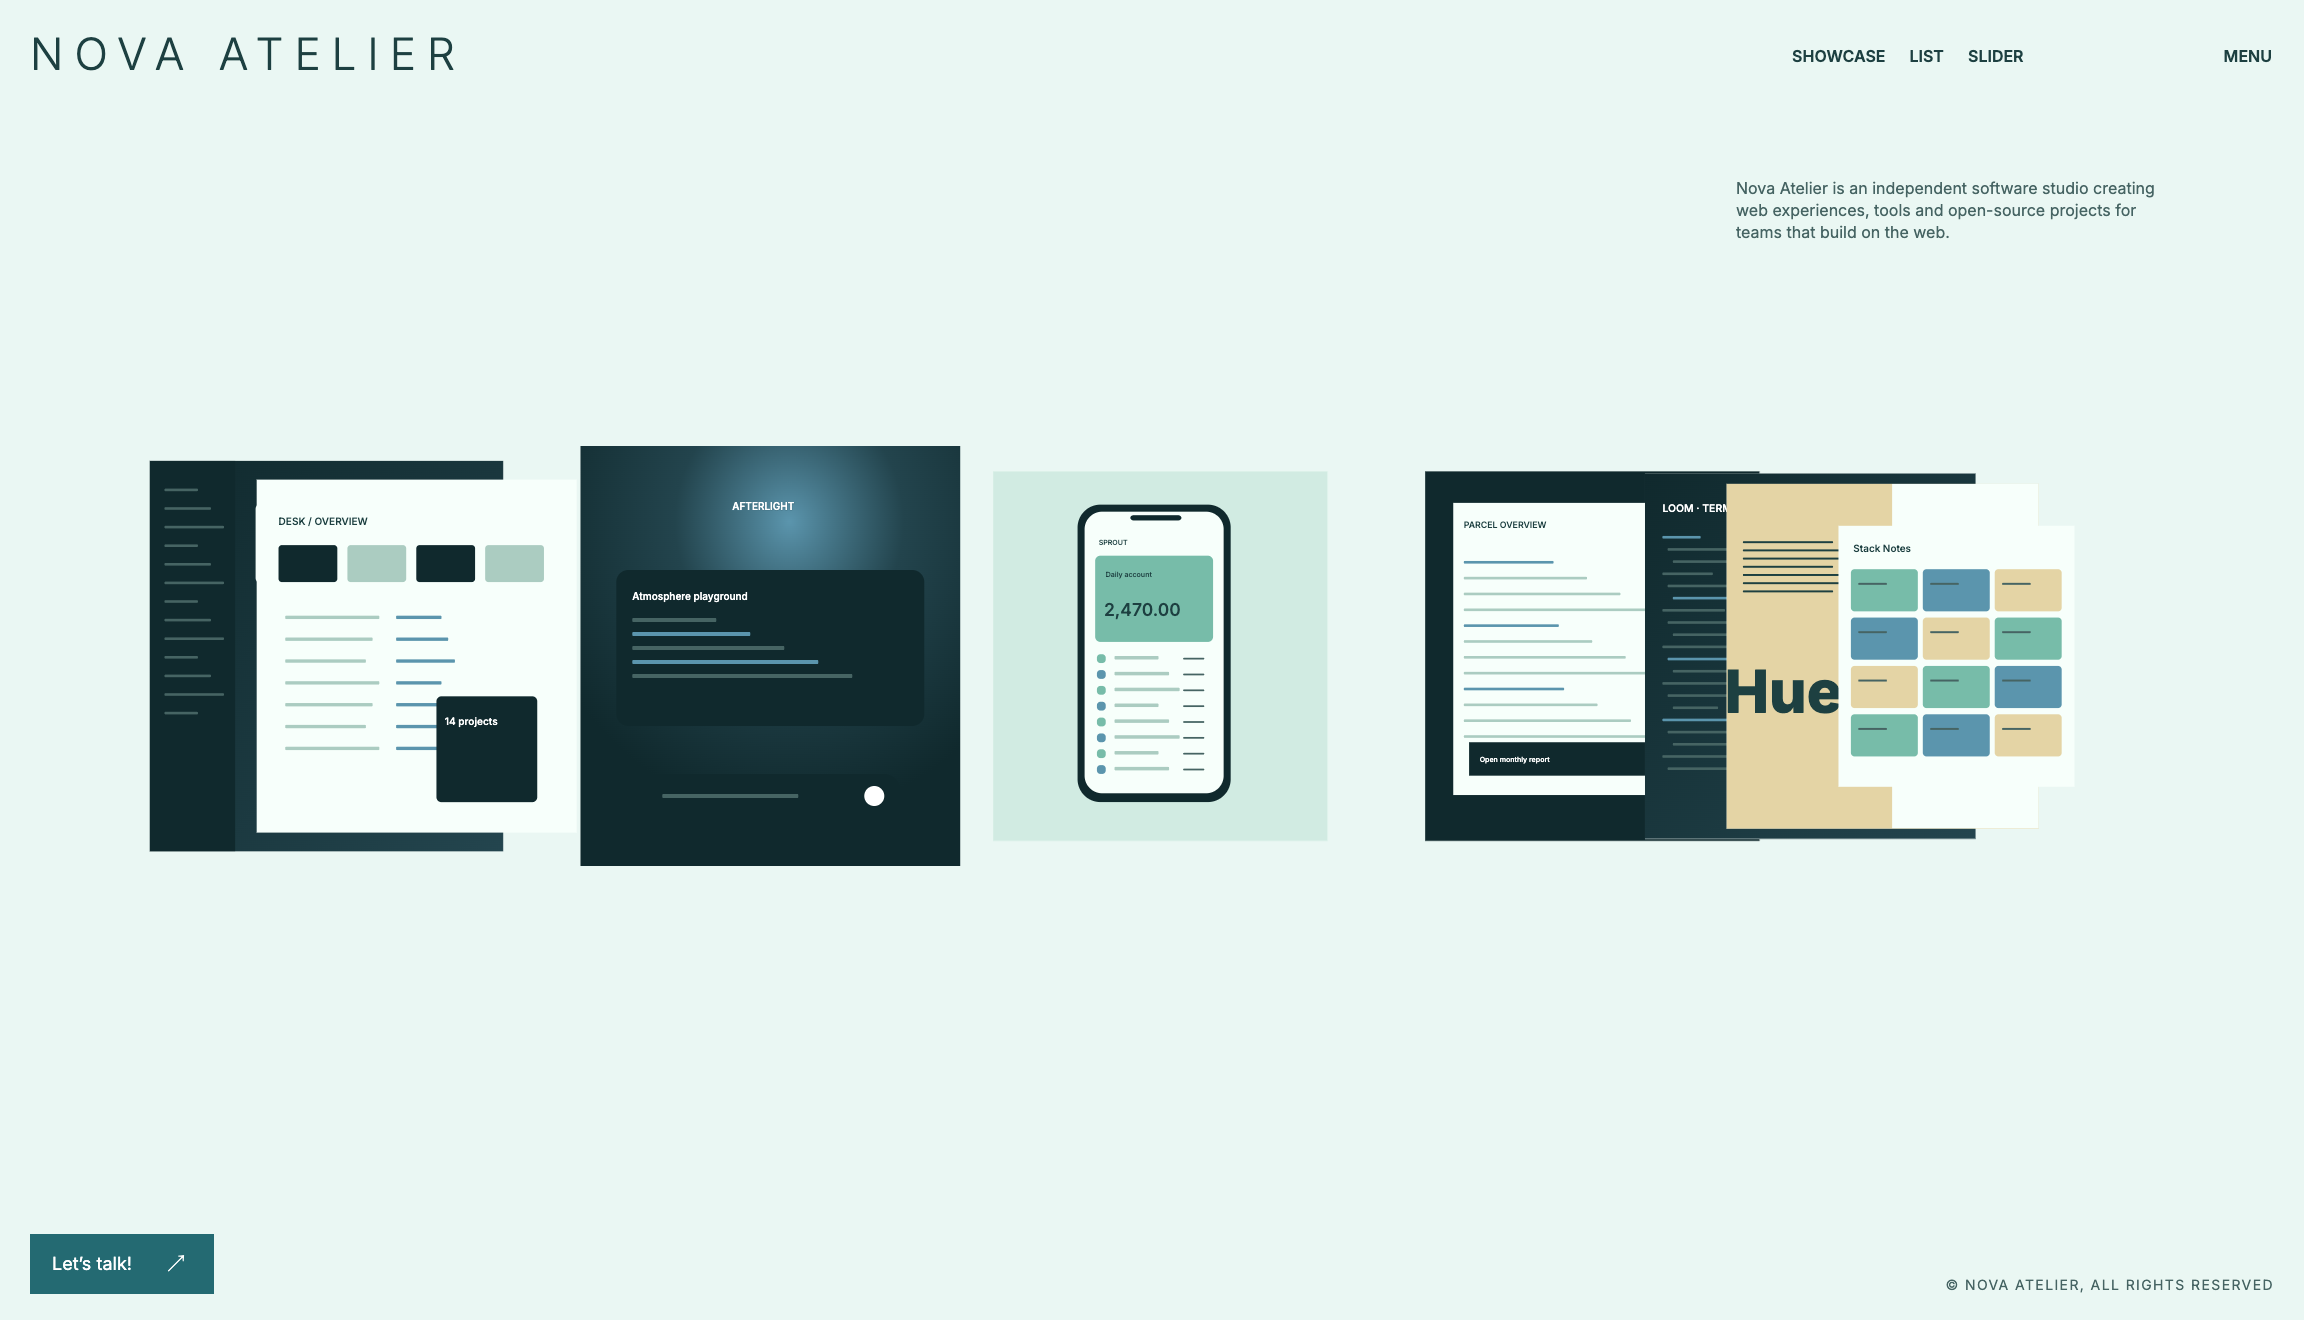 NOVA ATELIER
SHOWCASE LIST SLIDER MENU
Nova Atelier is an independent software studio creating
web experiences, tools and open-source projects for
teams that build on the web.
DESK / OVERVIEW
14 projects
AFTERLIGHT
Atmosphere playground
SPROUT
Daily account
2,470.00
PARCEL OVERVIEW
Open monthly report
LOOM · TERM
Hue
Stack Notes
Let's talk!
© NOVA ATELIER, ALL RIGHTS RESERVED